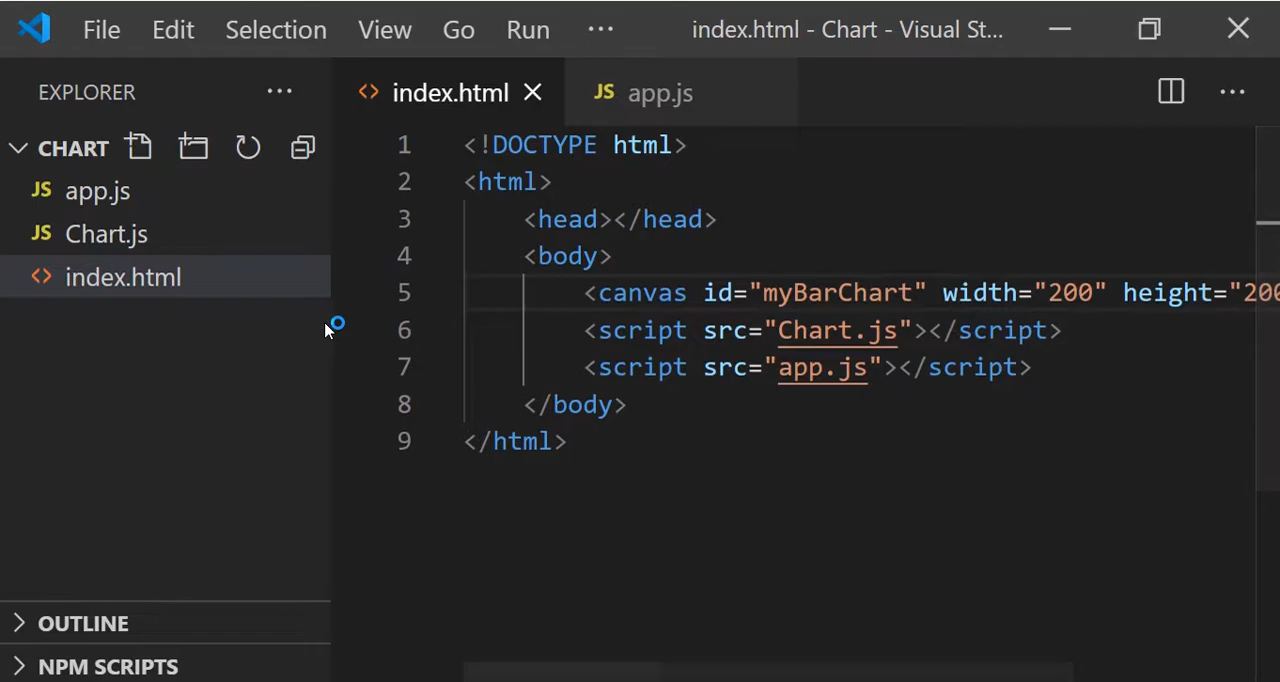 File Edit Selection View Go Run ··· index.html - Chart - Visual St...
EXPLORER ···
index.html
JS app.js
CHART
JS app.js
JS Chart.js
<> index.html
OUTLINE
NPM SCRIPTS
1 <!DOCTYPE html>
2 <html>
3 <head></head>
4 <body>
5 <canvas id="myBarChart" width="200" height="200
6 <script src="Chart.js"></script>
7 <script src="app.js"></script>
8 </body>
9 </html>